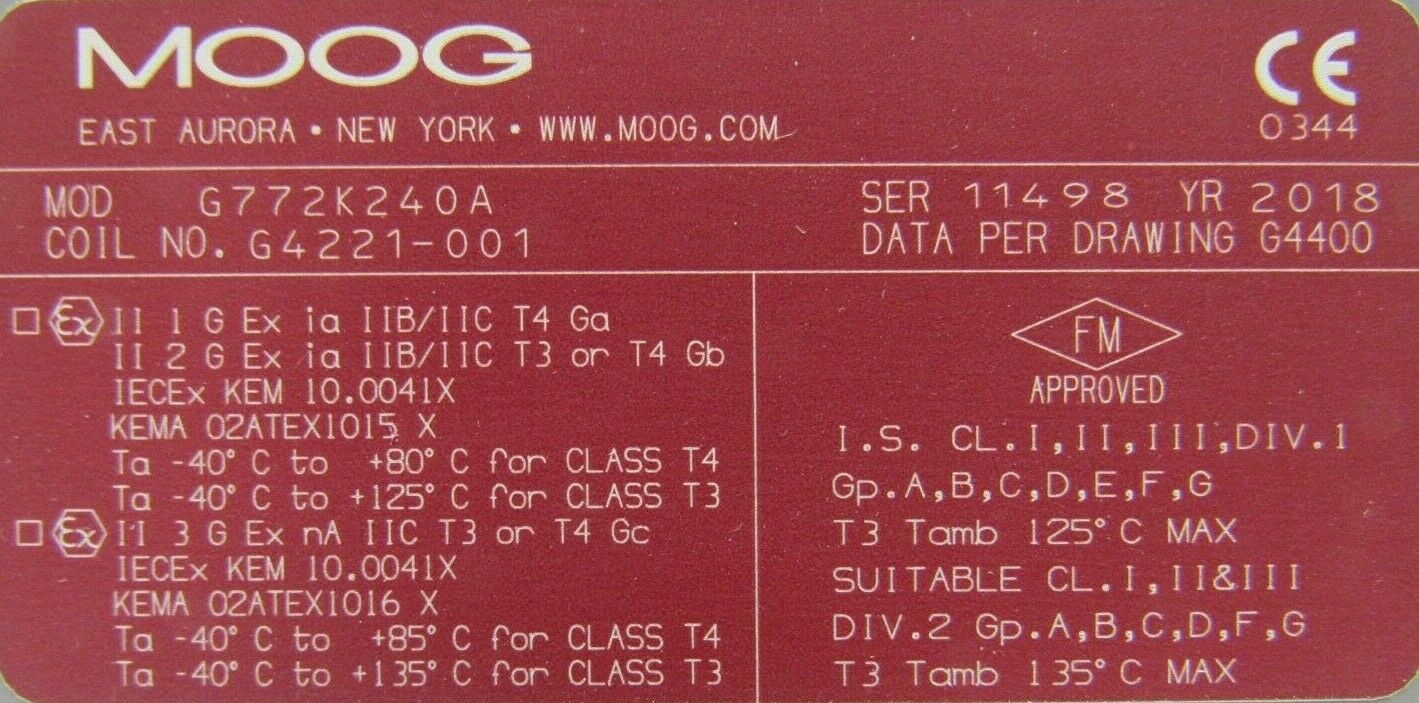 MOOG
CE
EAST AURORA • NEW YORK • WWW.MOOG.COM
0344
MOD G772K240A
SER 11498 YR 2018
COIL NO. G4221-001
DATA PER DRAWING G4400
Ex II 1 G Ex ia IIB/IIC T4 Ga
II 2 G Ex ia IIB/IIC T3 or T4 Gb
IECEx KEM 10.0041X
KEMA 02ATEX1015 X
Ta -40° C to +80° C for CLASS T4
Ta -40° C to +125° C for CLASS T3
Ex II 3 G Ex nA IIC T3 or T4 Gc
IECEx KEM 10.0041X
KEMA 02ATEX1016 X
Ta -40° C to +85° C for CLASS T4
Ta -40° C to +135° C for CLASS T3
FM
APPROVED
I.S. CL.I,II,III,DIV.1
Gp.A,B,C,D,E,F,G
T3 Tamb 125°C MAX
SUITABLE CL.I,II&III
DIV.2 Gp.A,B,C,D,F,G
T3 Tamb 135°C MAX